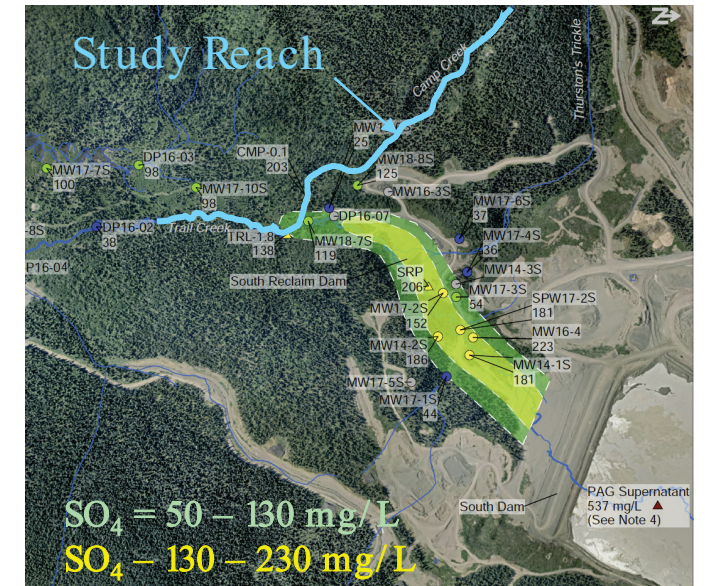 Study Reach
Camp Creek
Thurston's Trickle
Z
CMP-0.1
203
25
MW18-8S
125
MW16-3S
DP16-03
98
MW17-7S
100
MW17-10S
98
DP16-02
38
-8S
P16-04
Trail Creek
TRL-1.8
138
DP16-07
MW18-7S
119
South Reclaim Dam
MW17-6S
37
MW17-4S
36
MW14-3S
MW17-3S
54
SRP
206
MW17-2S
152
SPW17-2S
181
MW16-4
223
MW14-2S
186
MW14-1S
181
MW17-5S
MW17-1S
44
South Dam
PAG Supernatant
537 mg/L
(See Note 4)
SO₄ = 50 – 130 mg/L
SO₄ – 130 – 230 mg/L